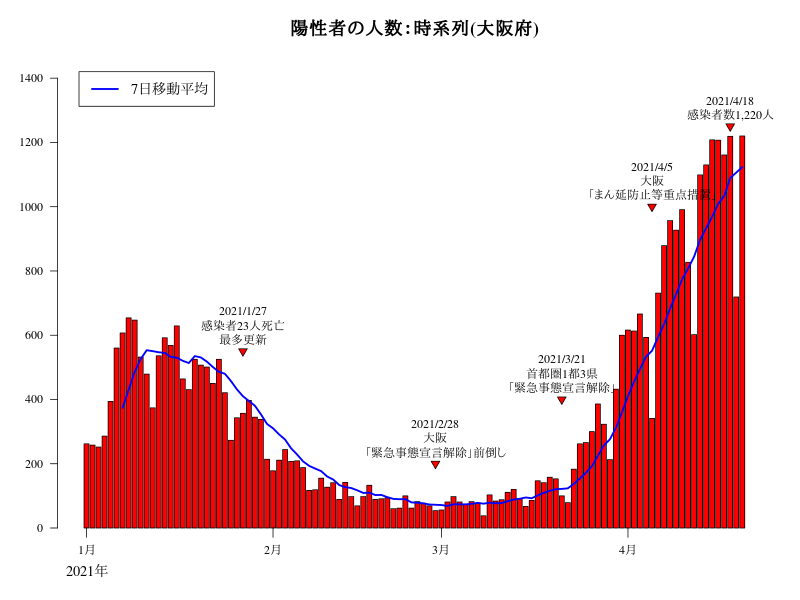 陽性者の人数：時系列(大阪府)
7日移動平均
1400
1200
1000
800
600
400
200
0
2021/1/27
感染者23人死亡
最多更新
2021/2/28
大阪
「緊急事態宣言解除」前倒し
2021/3/21
首都圏1都3県
「緊急事態宣言解除」
2021/4/5
大阪
「まん延防止等重点措置」
2021/4/18
感染者数1,220人
1月
2月
3月
4月
2021年